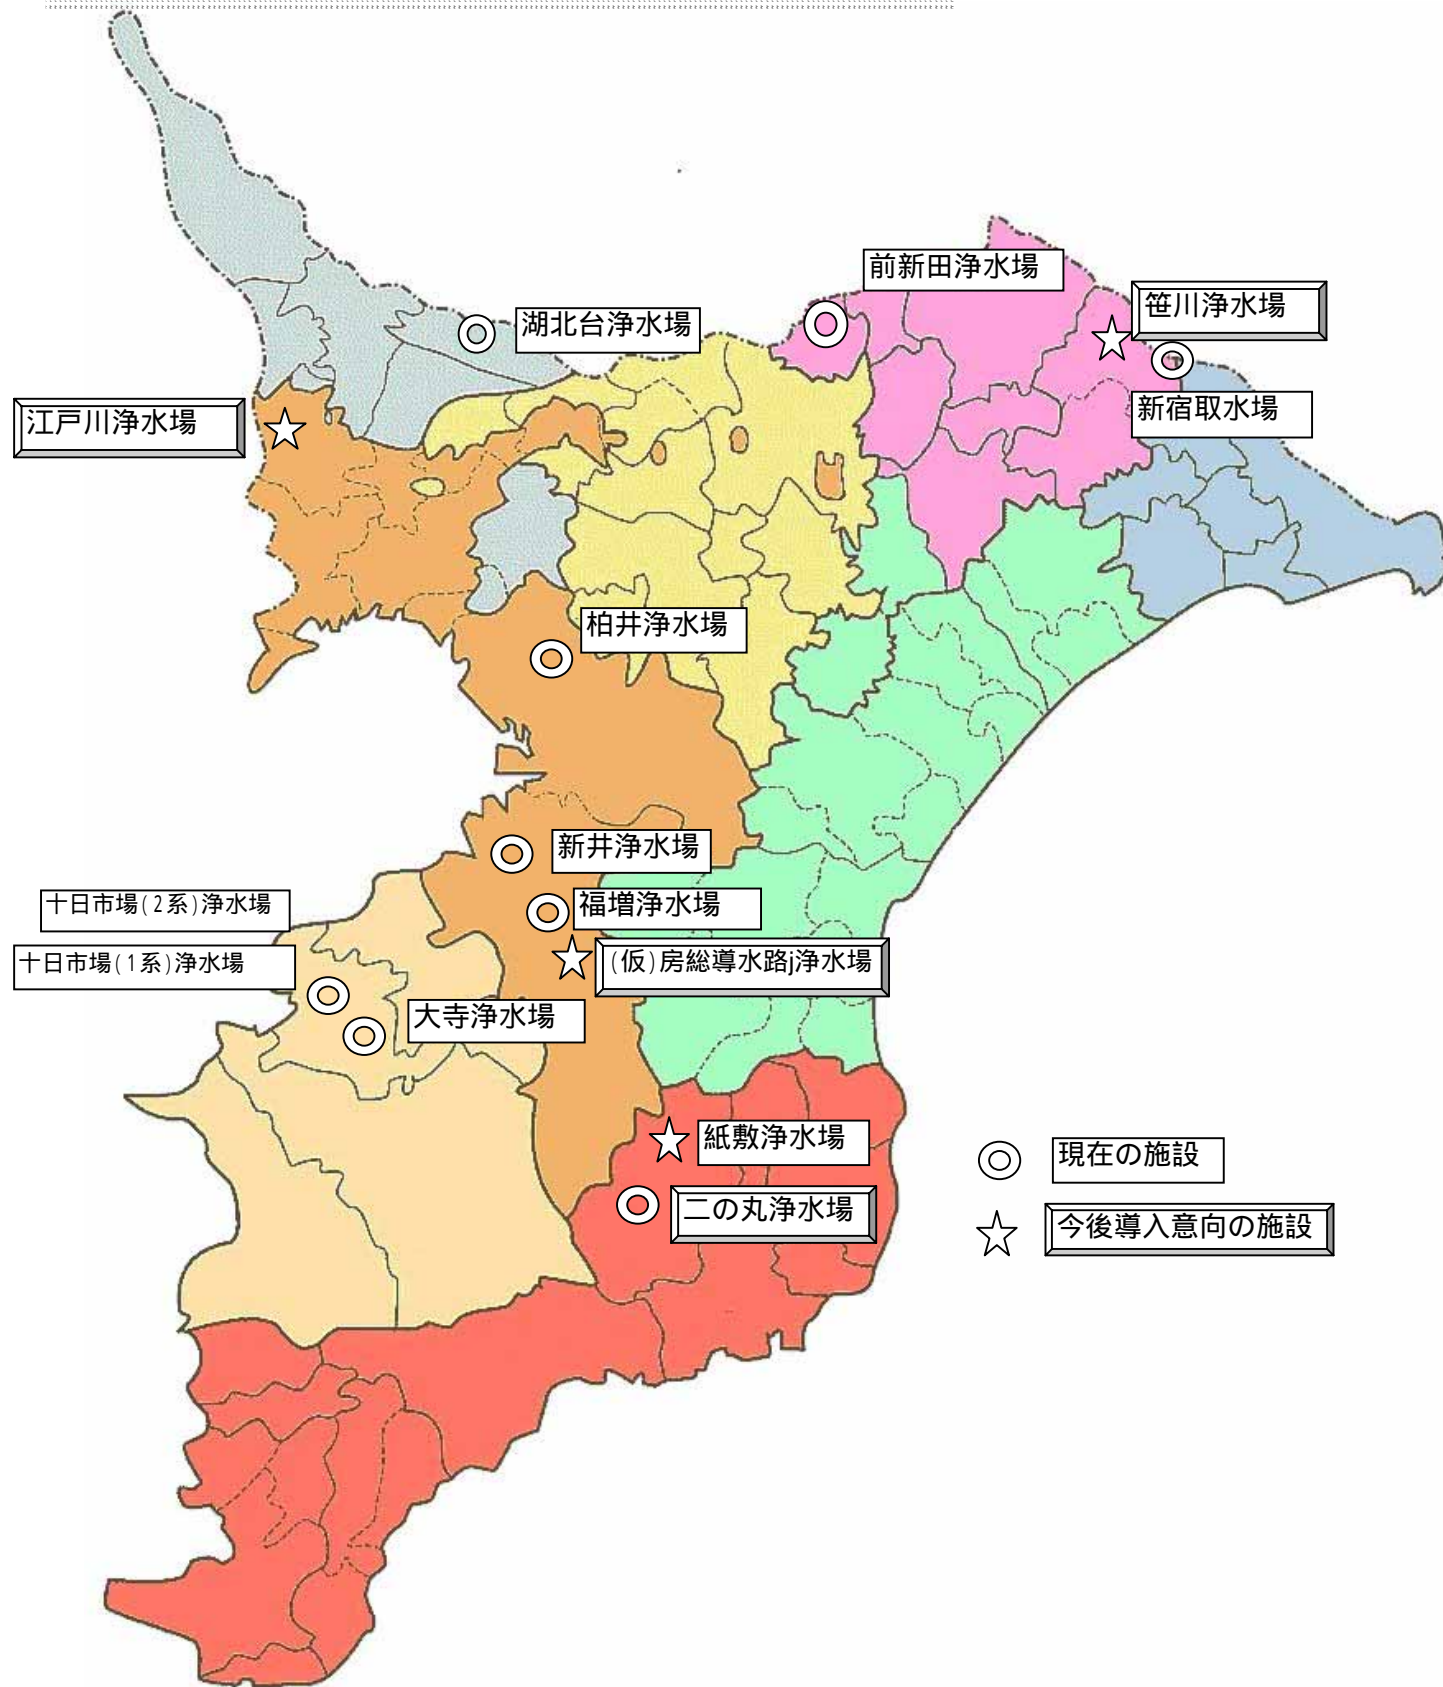 前新田浄水場
笹川浄水場
湖北台浄水場
新宿取水場
江戸川浄水場
柏井浄水場
新井浄水場
十日市場(2系)浄水場
福増浄水場
十日市場(1系)浄水場
(仮)房総導水路j浄水場
大寺浄水場
紙敷浄水場
現在の施設
二の丸浄水場
今後導入意向の施設